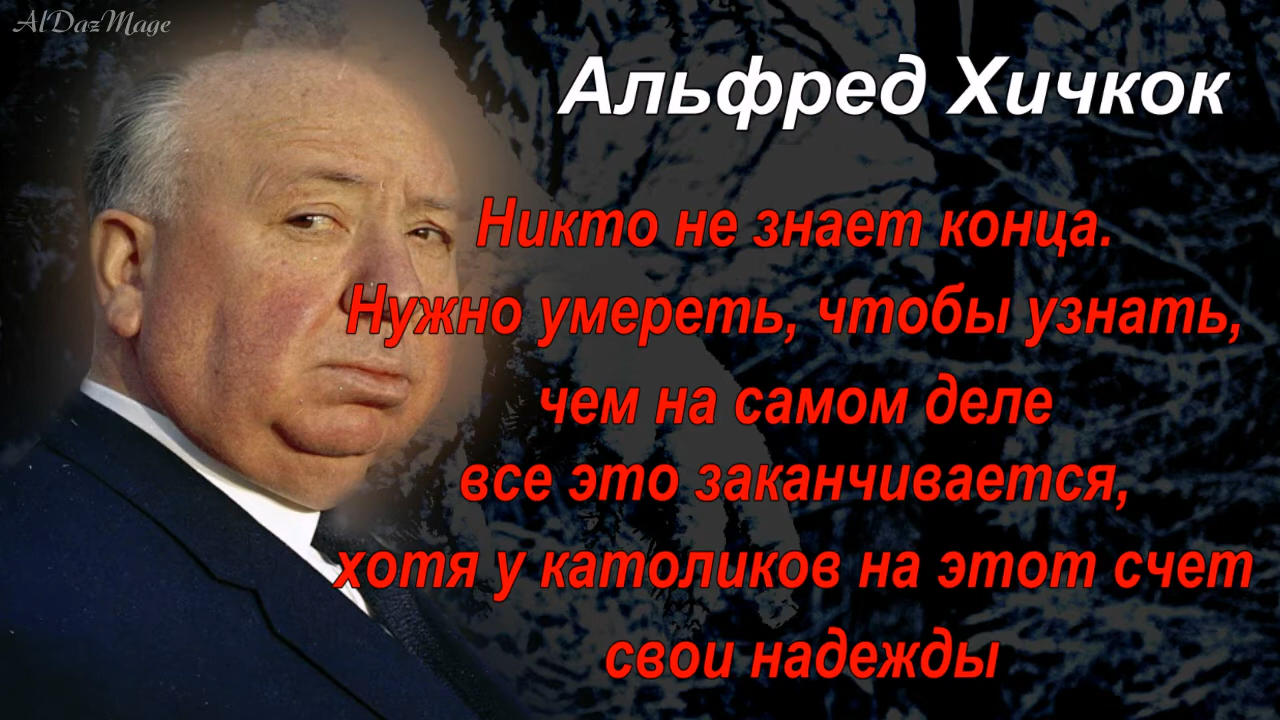 AlDazMage
Альфред Хичкок
Никто не знает конца.
Нужно умереть, чтобы узнать,
чем на самом деле
все это заканчивается,
хотя у католиков на этот счет
свои надежды